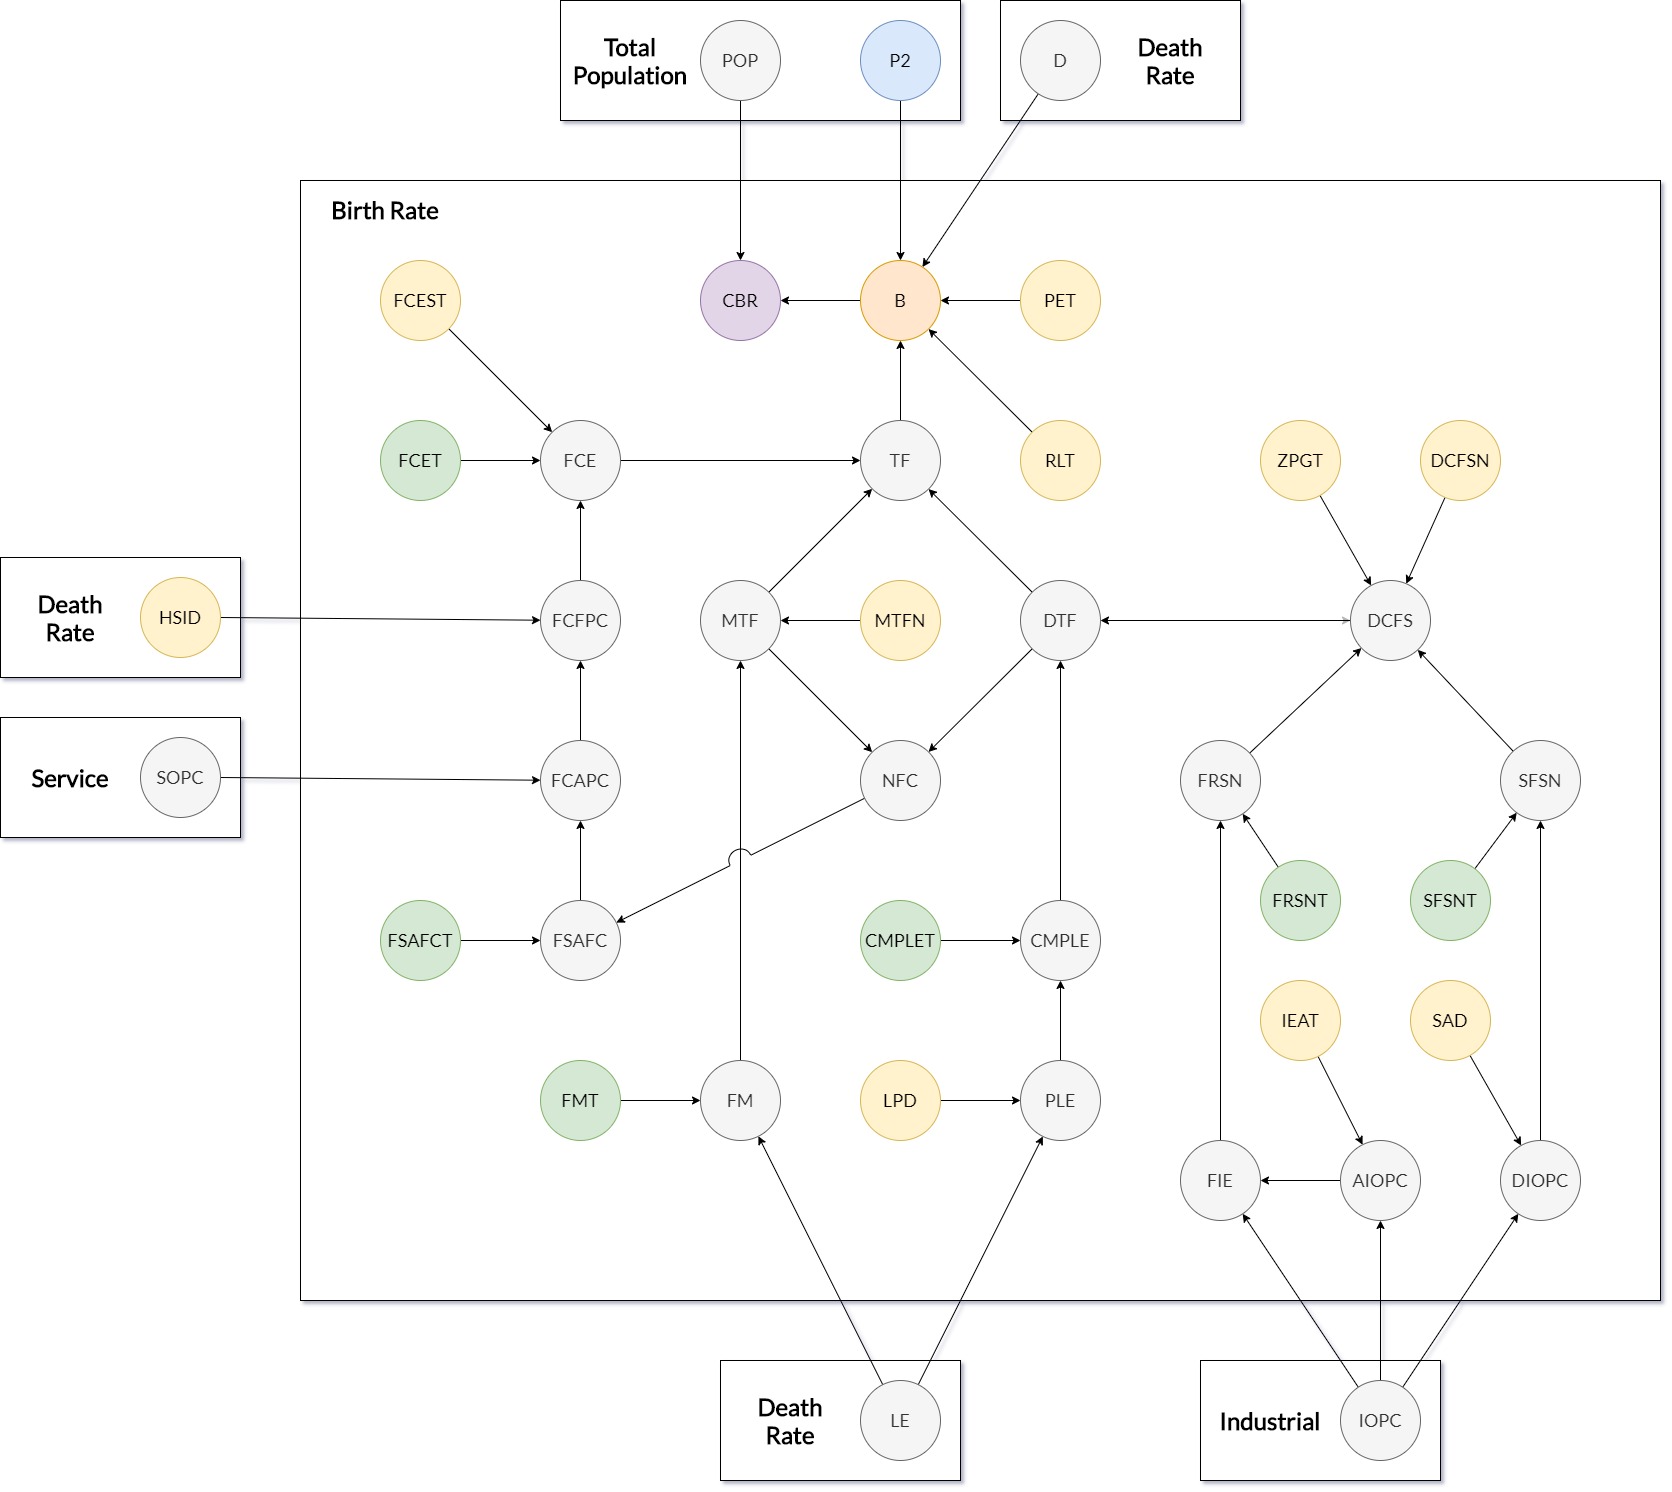 Total
Population
POP
P2
D
Death
Rate
Birth Rate
FCEST
CBR
B
PET
FCET
FCE
TF
RLT
ZPGT
DCFSN
Death
Rate
HSID
FCFPC
MTF
MTFN
DTF
DCFS
Service
SOPC
FCAPC
NFC
FRSN
SFSN
FRSNT
SFSNT
FSAFCT
FSAFC
CMPLET
CMPLE
IEAT
SAD
FMT
FM
LPD
PLE
FIE
AIOPC
DIOPC
Death
Rate
LE
Industrial
IOPC